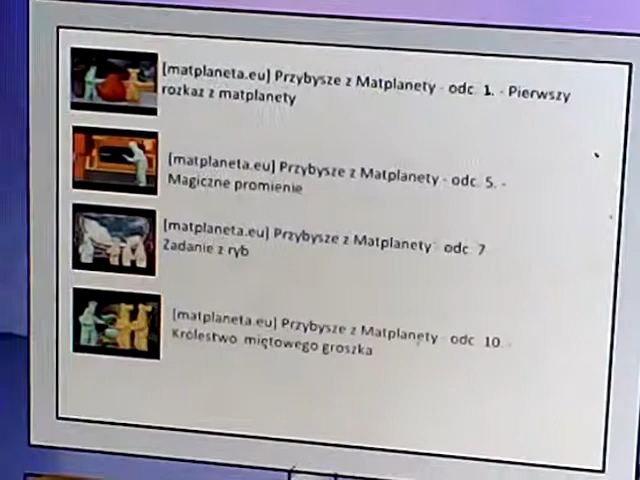 [matplaneta.eu] Przybysze z Matplanety - odc. 1. - Pierwszy
rozkaz z matplanety
[matplaneta.eu] Przybysze z Matplanety - odc. 5. -
Magiczne promienie
[matplaneta.eu] Przybysze z Matplanety - odc. 7
Zadanie z ryb
[matplaneta.eu] Przybysze z Matplanety - odc. 10. -
Królestwo miętowego groszka